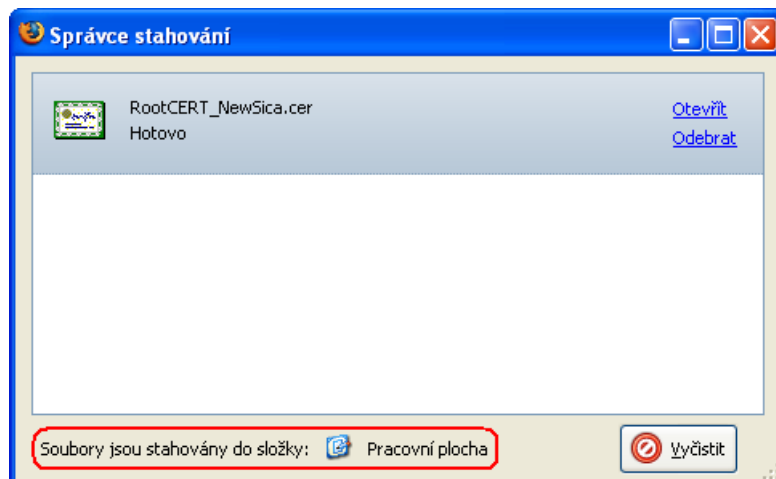 Správce stahování
RootCERT_NewSica.cer
Otevřít
Hotovo
Odebrat
Soubory jsou stahovány do složky: Pracovní plocha
Vyčistit